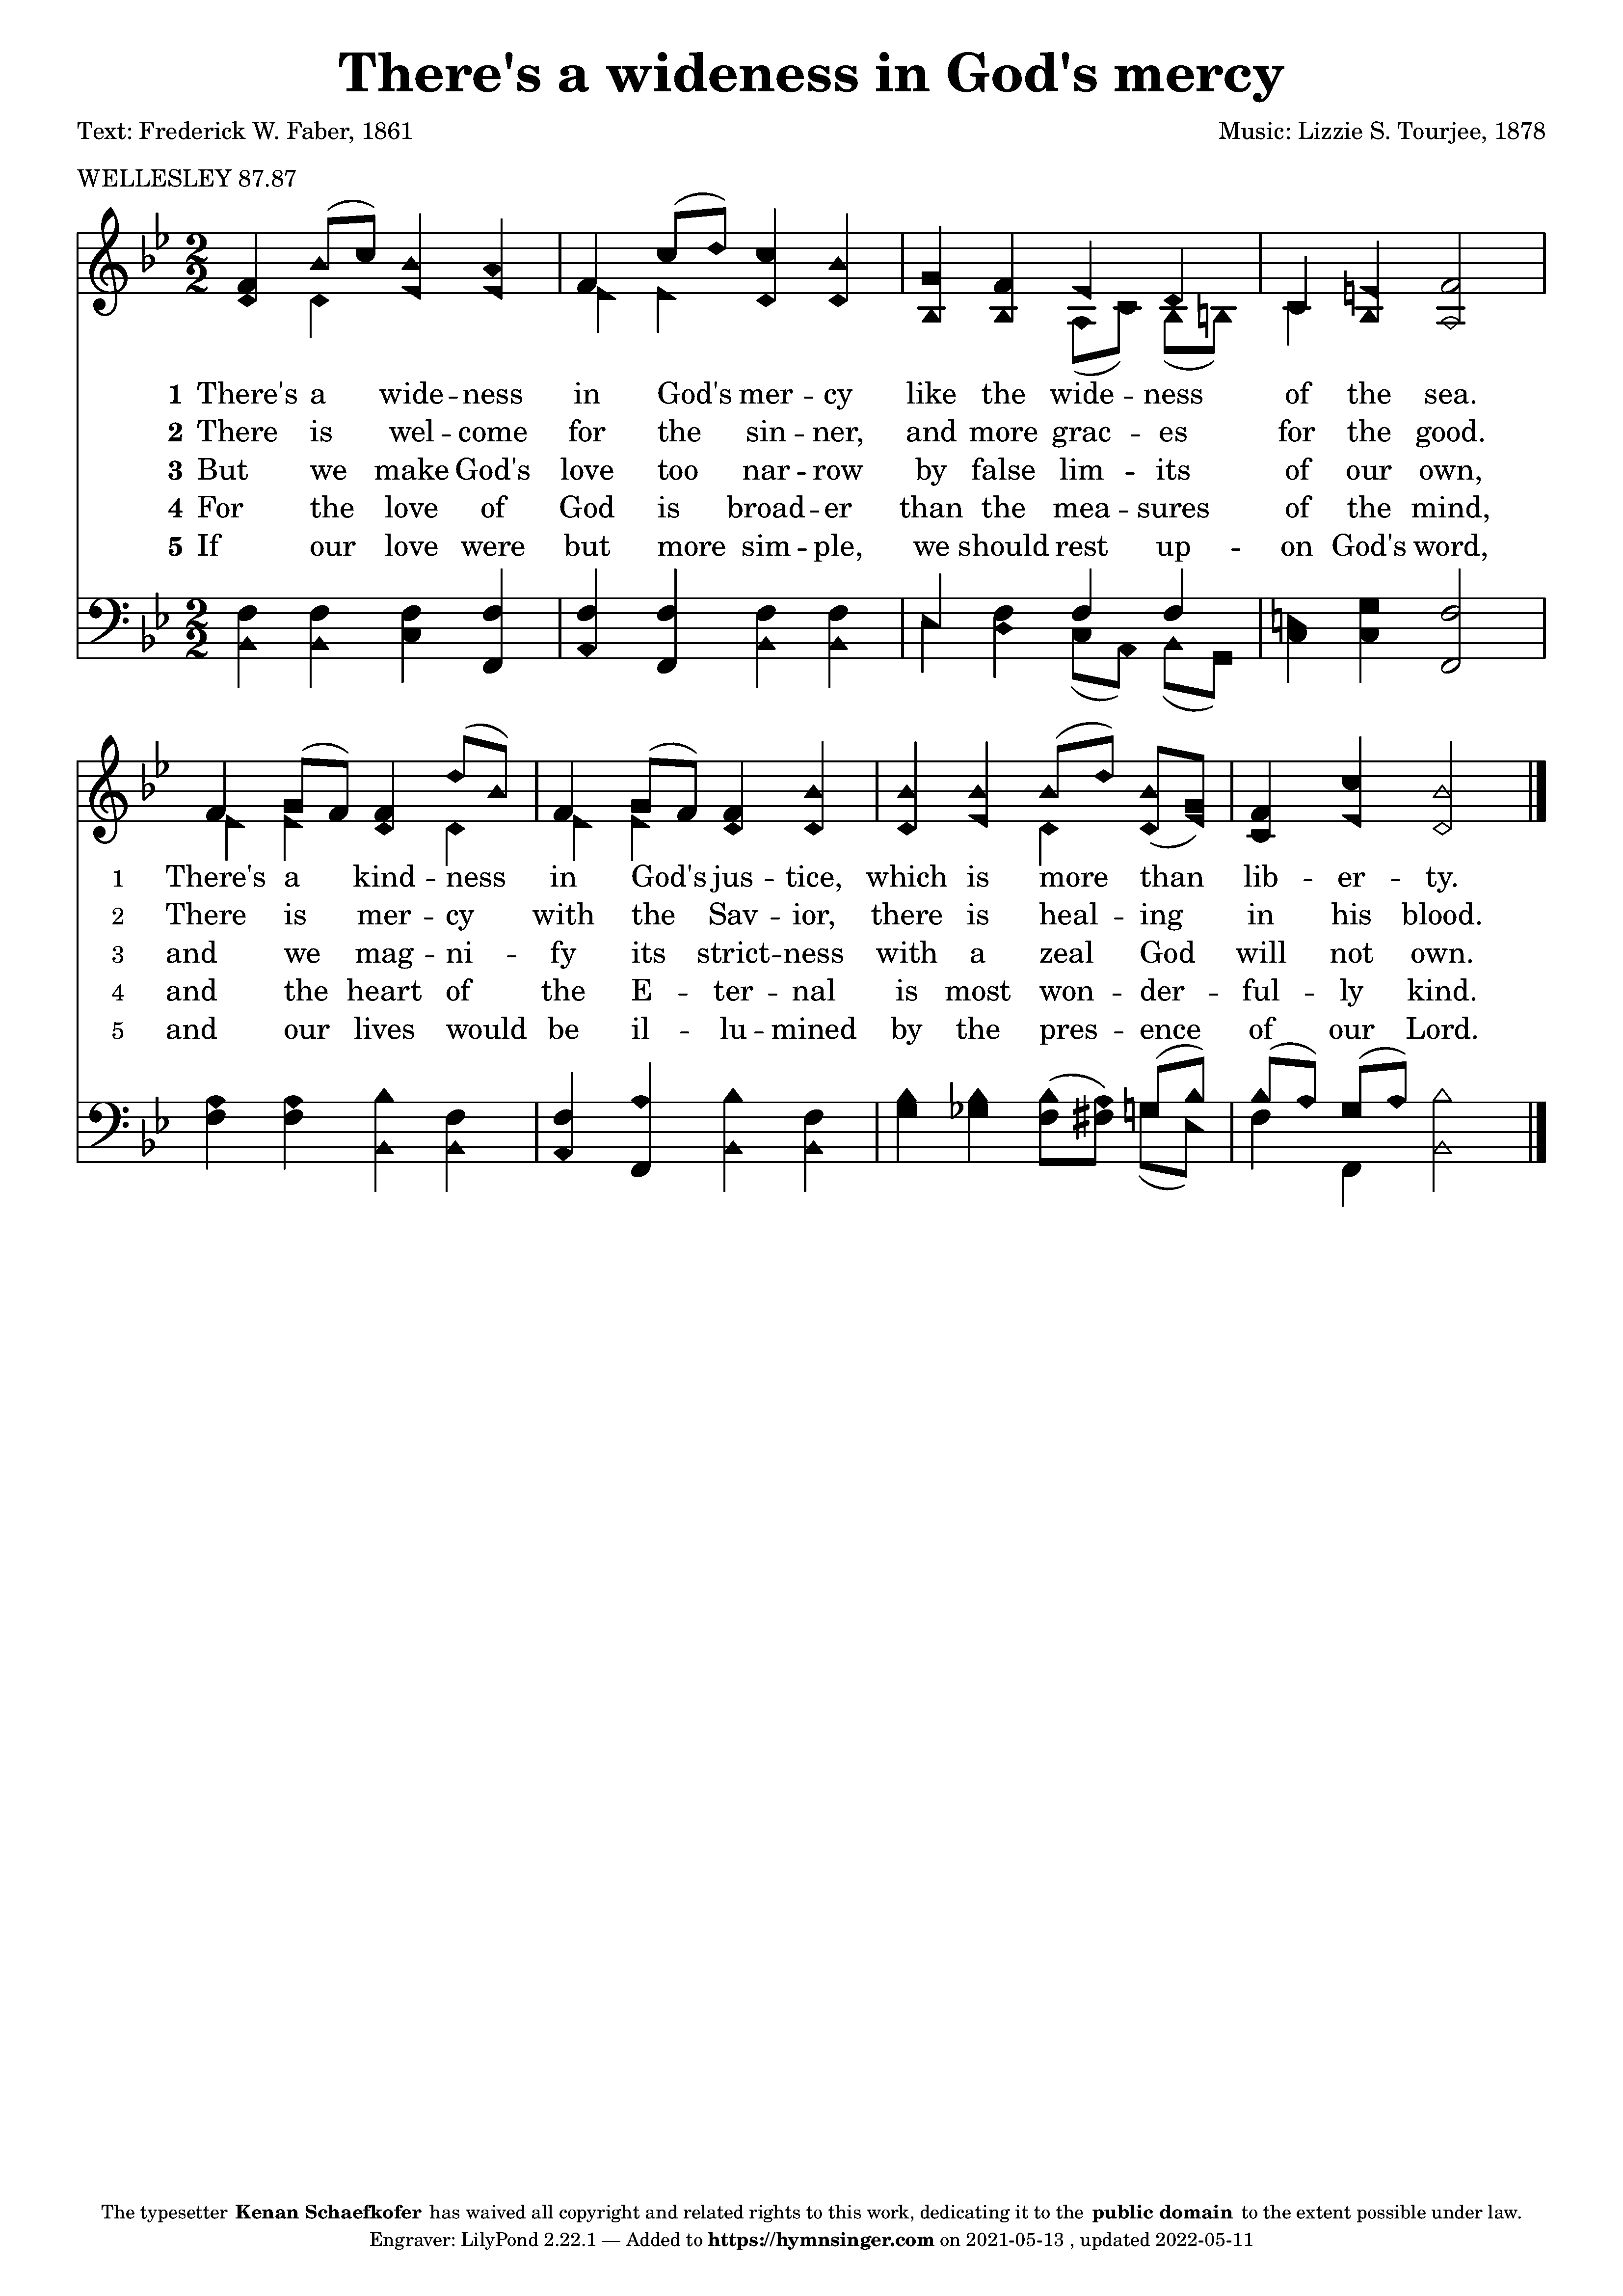 There's a wideness in God's mercy
Text: Frederick W. Faber, 1861
Music: Lizzie S. Tourjee, 1878
WELLESLEY 87.87
1 There's a wide -- ness in God's mer -- cy like the wide -- ness of the sea.
2 There is wel -- come for the sin -- ner, and more grac -- es for the good.
3 But we make God's love too nar -- row by false lim -- its of our own,
4 For the love of God is broad -- er than the mea -- sures of the mind,
5 If our love were but more sim -- ple, we should rest up -- on God's word,
1 There's a kind -- ness in God's jus -- tice, which is more than lib -- er -- ty.
2 There is mer -- cy with the Sav -- ior, there is heal -- ing in his blood.
3 and we mag -- ni -- fy its strict -- ness with a zeal God will not own.
4 and the heart of the E -- ter -- nal is most won -- der -- ful -- ly kind.
5 and our lives would be il -- lu -- mined by the pres -- ence of our Lord.
The typesetter Kenan Schaefkofer has waived all copyright and related rights to this work, dedicating it to the public domain to the extent possible under law.
Engraver: LilyPond 2.22.1 — Added to https://hymnsinger.com on 2021-05-13 , updated 2022-05-11